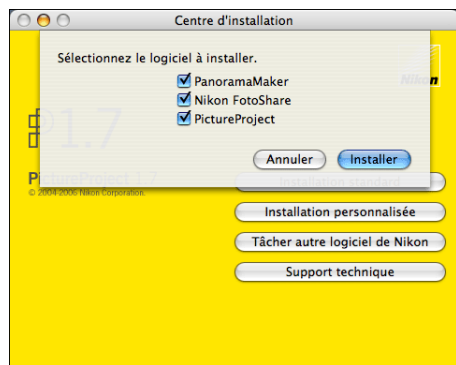 Centre d'installation
Sélectionnez le logiciel à installer.
PanoramaMaker
Nikon FotoShare
PictureProject
Nikon
1.7
Annuler
Installer
PictureProject 1.7
© 2004-2006 Nikon Corporation.
Installation standard
Installation personnalisée
Tâcher autre logiciel de Nikon
Support technique